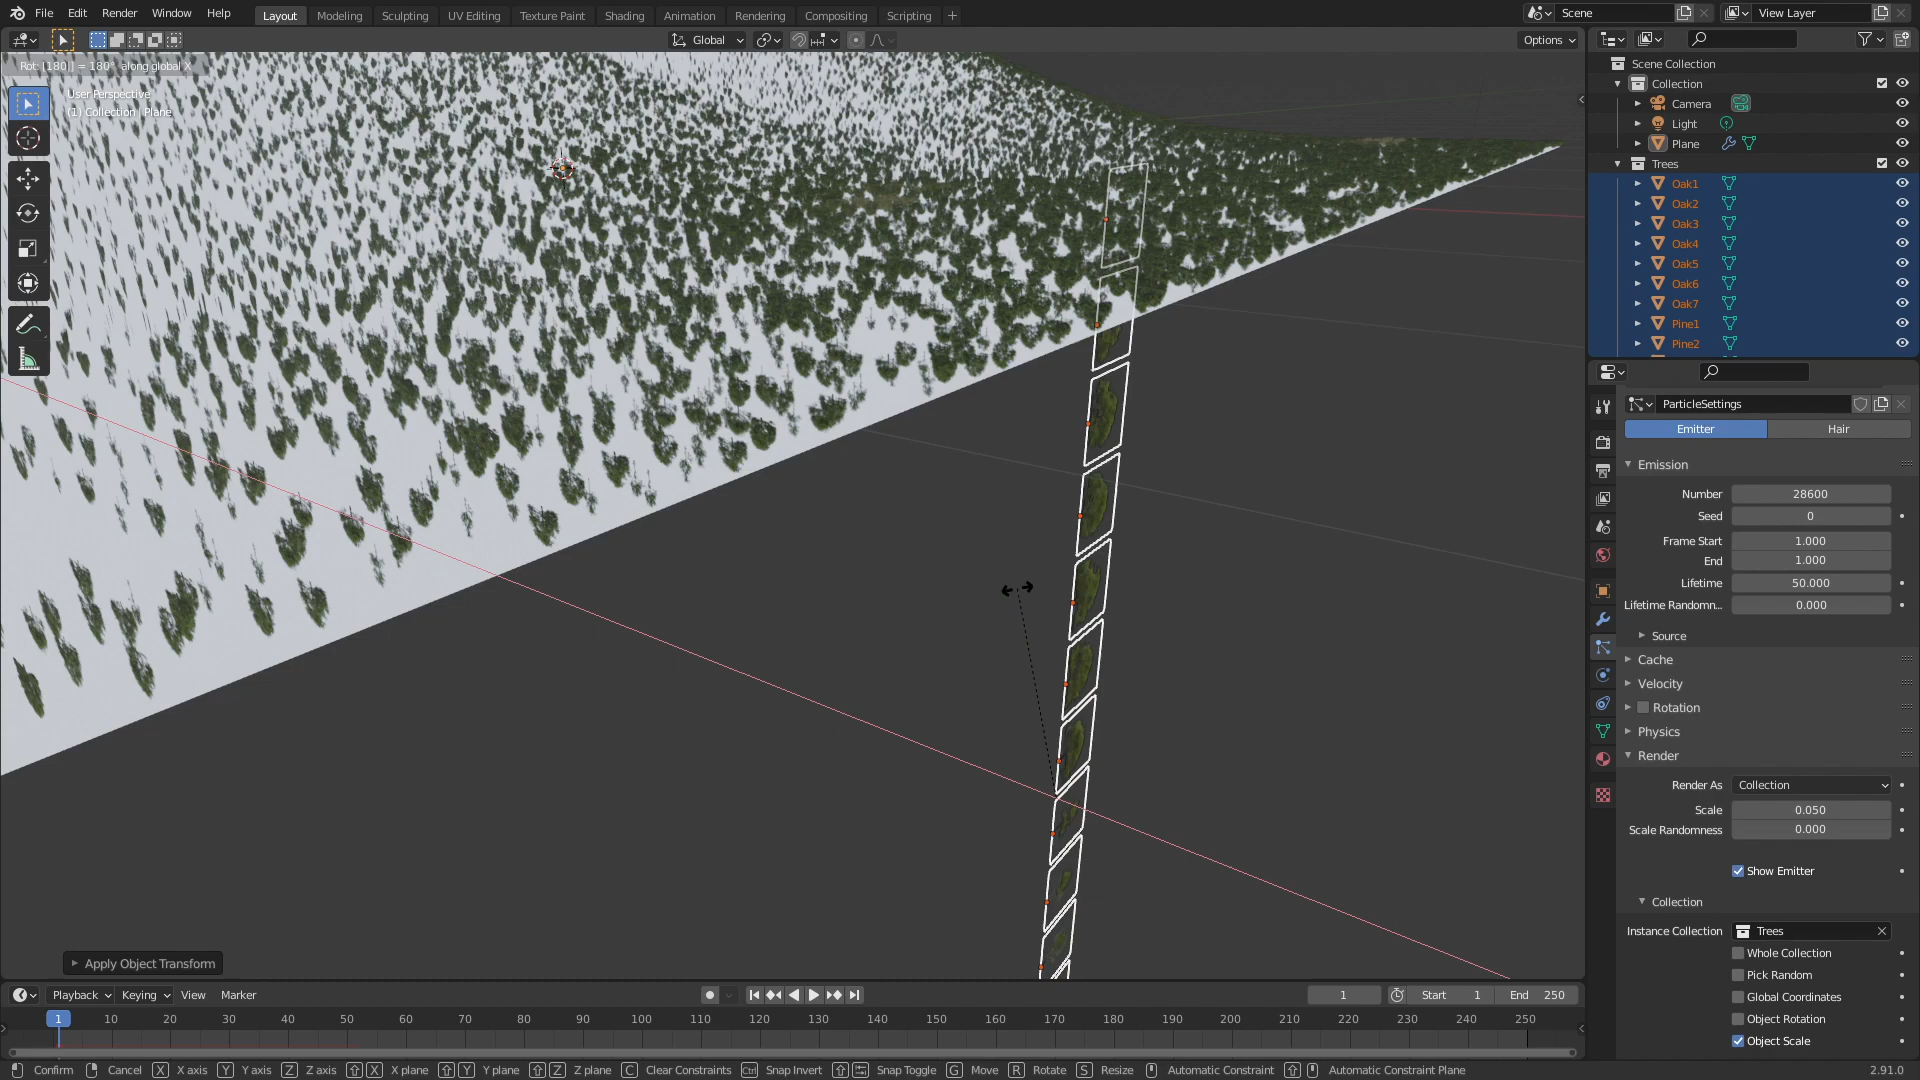 File Edit Render Window Help
Layout Modeling Sculpting UV Editing Texture Paint Shading Animation Rendering Compositing Scripting +
Scene
View Layer
Global
Options
Rot: [180|] = 180° along global X
User Perspective
(1) Collection | Plane
Scene Collection
Collection
Camera
Light
Plane
Trees
Oak1
Oak2
Oak3
Oak4
Oak5
Oak6
Oak7
Pine1
Pine2
ParticleSettings
Emitter Hair
Emission
Number 28600
Seed 0
Frame Start 1.000
End 1.000
Lifetime 50.000
Lifetime Randomn... 0.000
Source
Cache
Velocity
Rotation
Physics
Render
Render As Collection
Scale 0.050
Scale Randomness 0.000
Show Emitter
Collection
Instance Collection Trees
Whole Collection
Pick Random
Global Coordinates
Object Rotation
Object Scale
Apply Object Transform
Playback Keying View Marker
1 Start 1 End 250
1 10 20 30 40 50 60 70 80 90 100 110 120 130 140 150 160 170 180 190 200 210 220 230 240 250
Confirm Cancel X X axis Y Y axis Z Z axis X X plane Y Y plane Z Z plane C Clear Constraints Ctrl Snap Invert Snap Toggle G Move R Rotate S Resize Automatic Constraint Automatic Constraint Plane 2.91.0